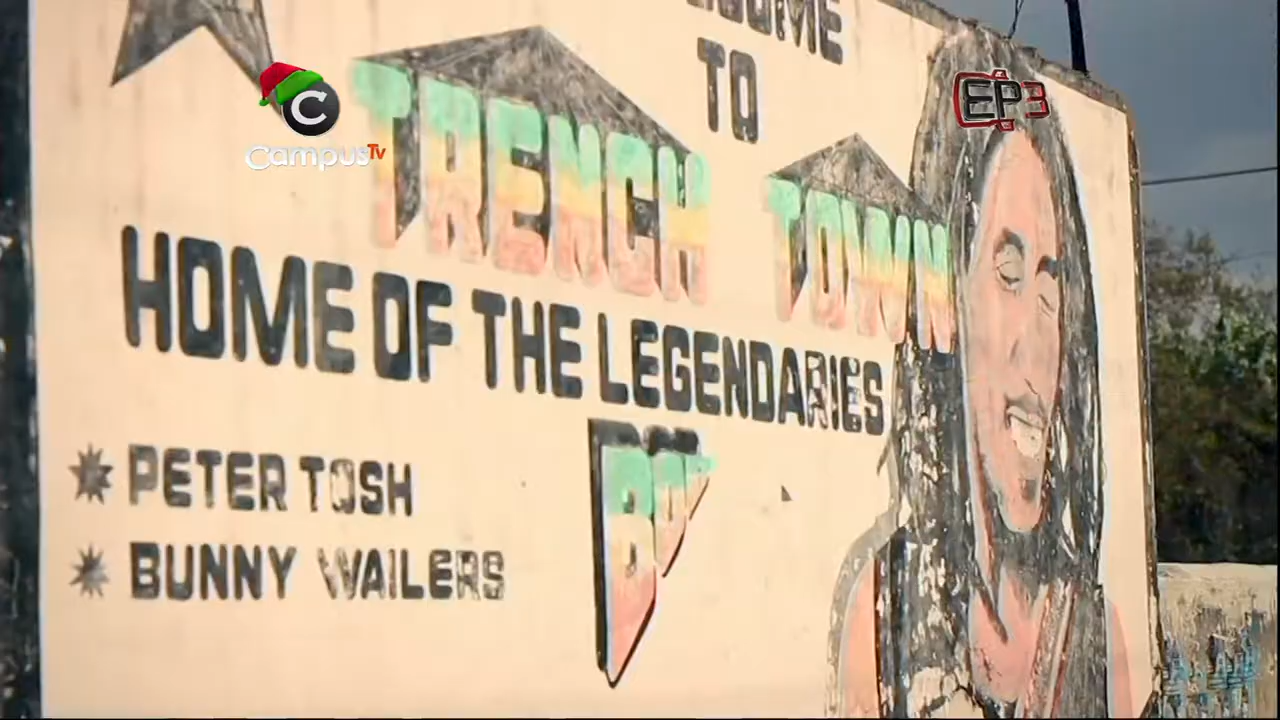 TO
EP3
Campus Tv
TRENCH TOWN
HOME OF THE LEGENDARIES
PETER TOSH
BUNNY WAILERS